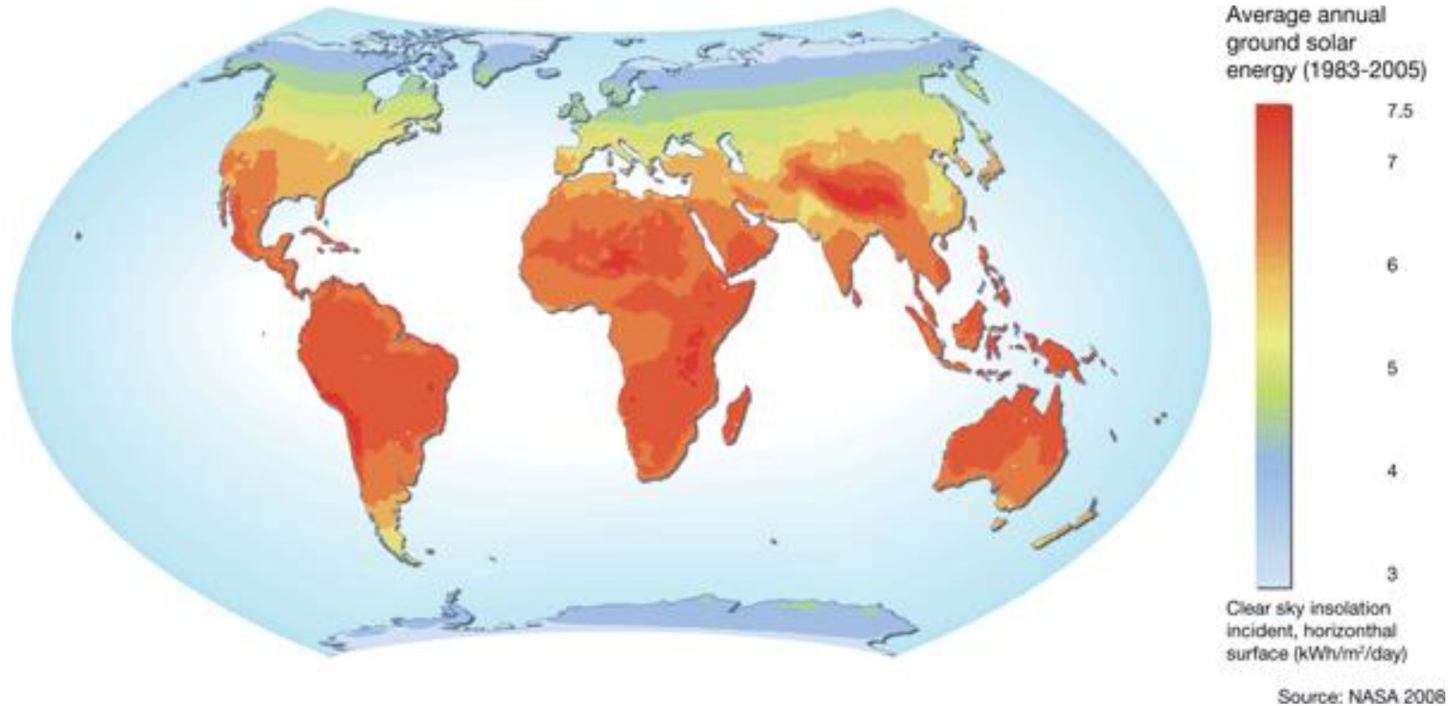 Average annual
ground solar
energy (1983-2005)
7.5
7
6
5
4
3
Clear sky insolation
incident, horizonthal
surface (kWh/m²/day)
Source: NASA 2008